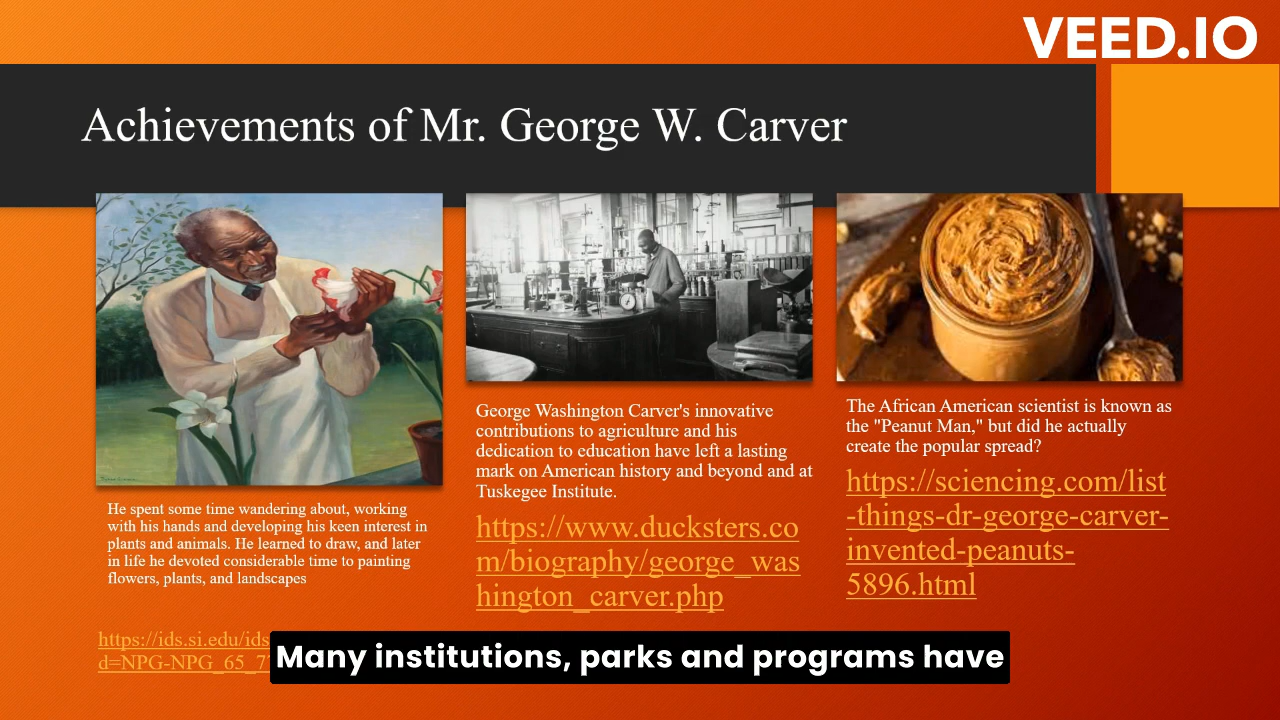 VEED.IO
Achievements of Mr. George W. Carver
He spent some time wandering about, working
with his hands and developing his keen interest in
plants and animals. He learned to draw, and later
in life he devoted considerable time to painting
flowers, plants, and landscapes
https://ids.si.edu/ids
d=NPG-NPG_65_7
George Washington Carver's innovative
contributions to agriculture and his
dedication to education have left a lasting
mark on American history and beyond and at
Tuskegee Institute.
https://www.ducksters.co
m/biography/george_was
hington_carver.php
The African American scientist is known as
the "Peanut Man," but did he actually
create the popular spread?
https://sciencing.com/list
-things-dr-george-carver-
invented-peanuts-
5896.html
Many institutions, parks and programs have